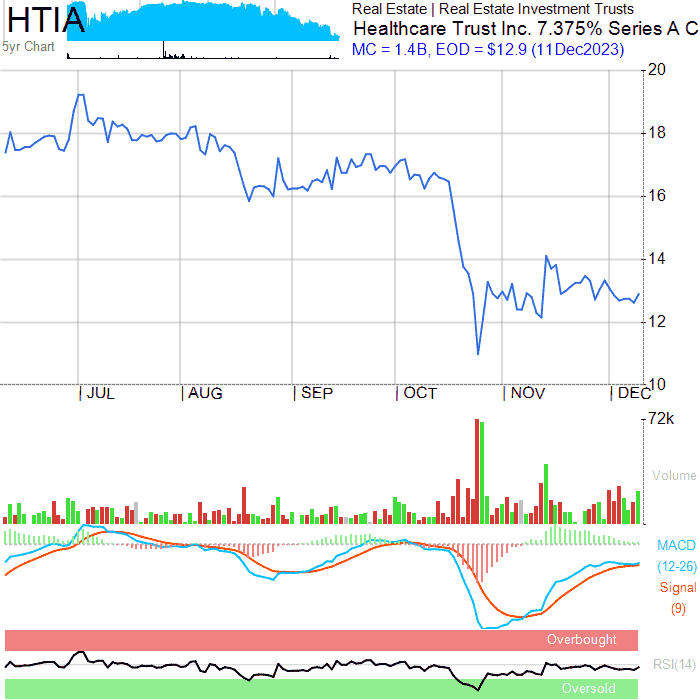 HTIA
5yr Chart
Real Estate | Real Estate Investment Trusts
Healthcare Trust Inc. 7.375% Series A C
MC = 1.4B, EOD = $12.9 (11Dec2023)
20
18
16
14
12
10
JUL AUG SEP OCT NOV DEC
72k
Volume
MACD
(12-26)
Signal
(9)
Overbought
RSI(14)
Oversold